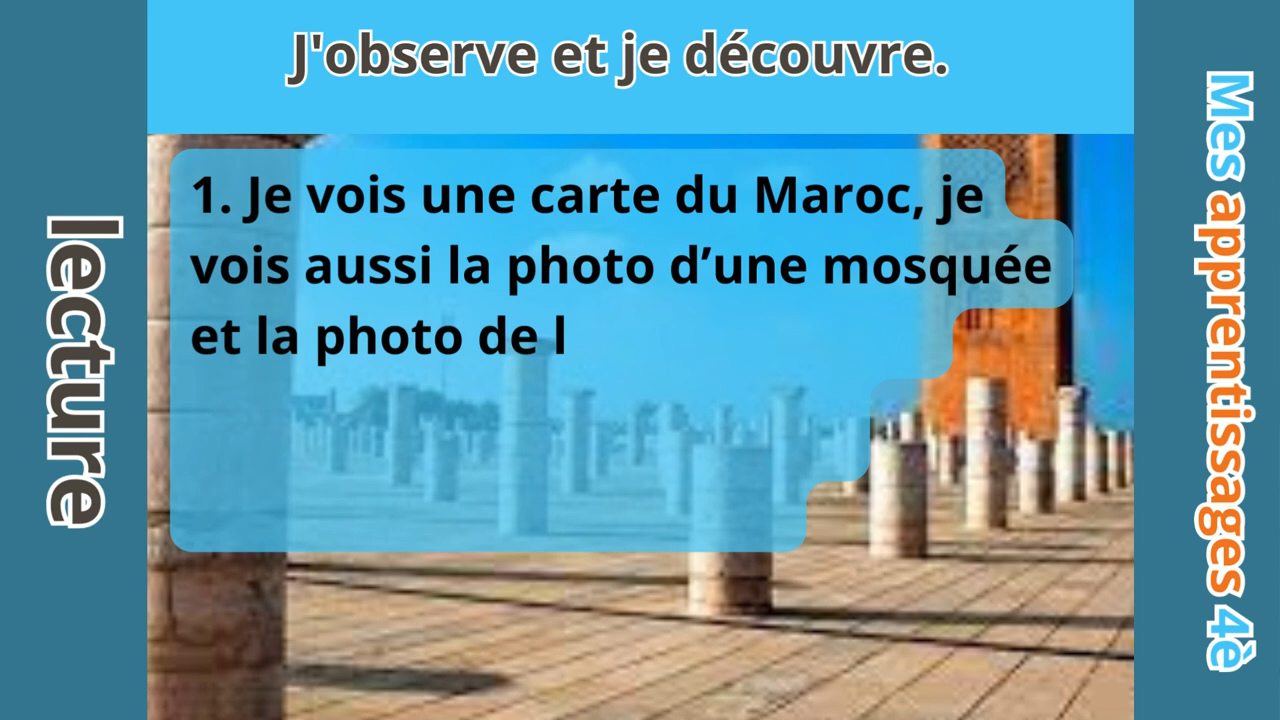 J'observe et je découvre.
lecture
1. Je vois une carte du Maroc, je
vois aussi la photo d’une mosquée
et la photo de l
Mes apprentissages 4è